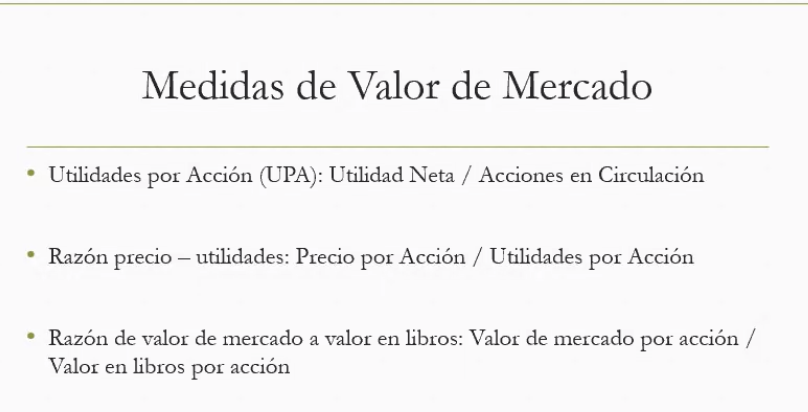 Medidas de Valor de Mercado
• Utilidades por Acción (UPA): Utilidad Neta / Acciones en Circulación
• Razón precio – utilidades: Precio por Acción / Utilidades por Acción
• Razón de valor de mercado a valor en libros: Valor de mercado por acción /
Valor en libros por acción